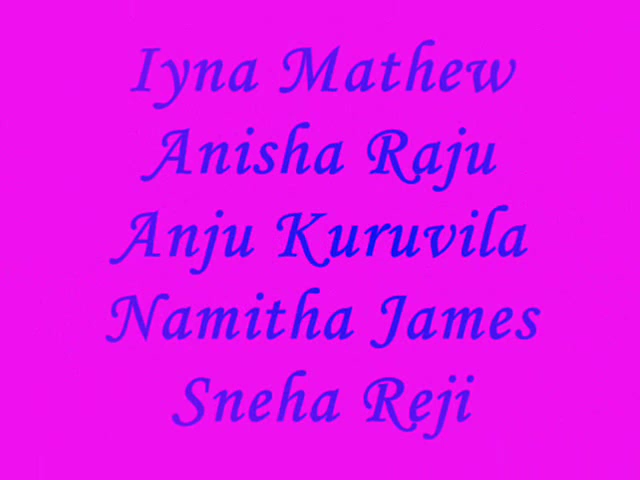 Iyna Mathew
Anisha Raju
Anju Kuruvila
Namitha James
Sneha Reji